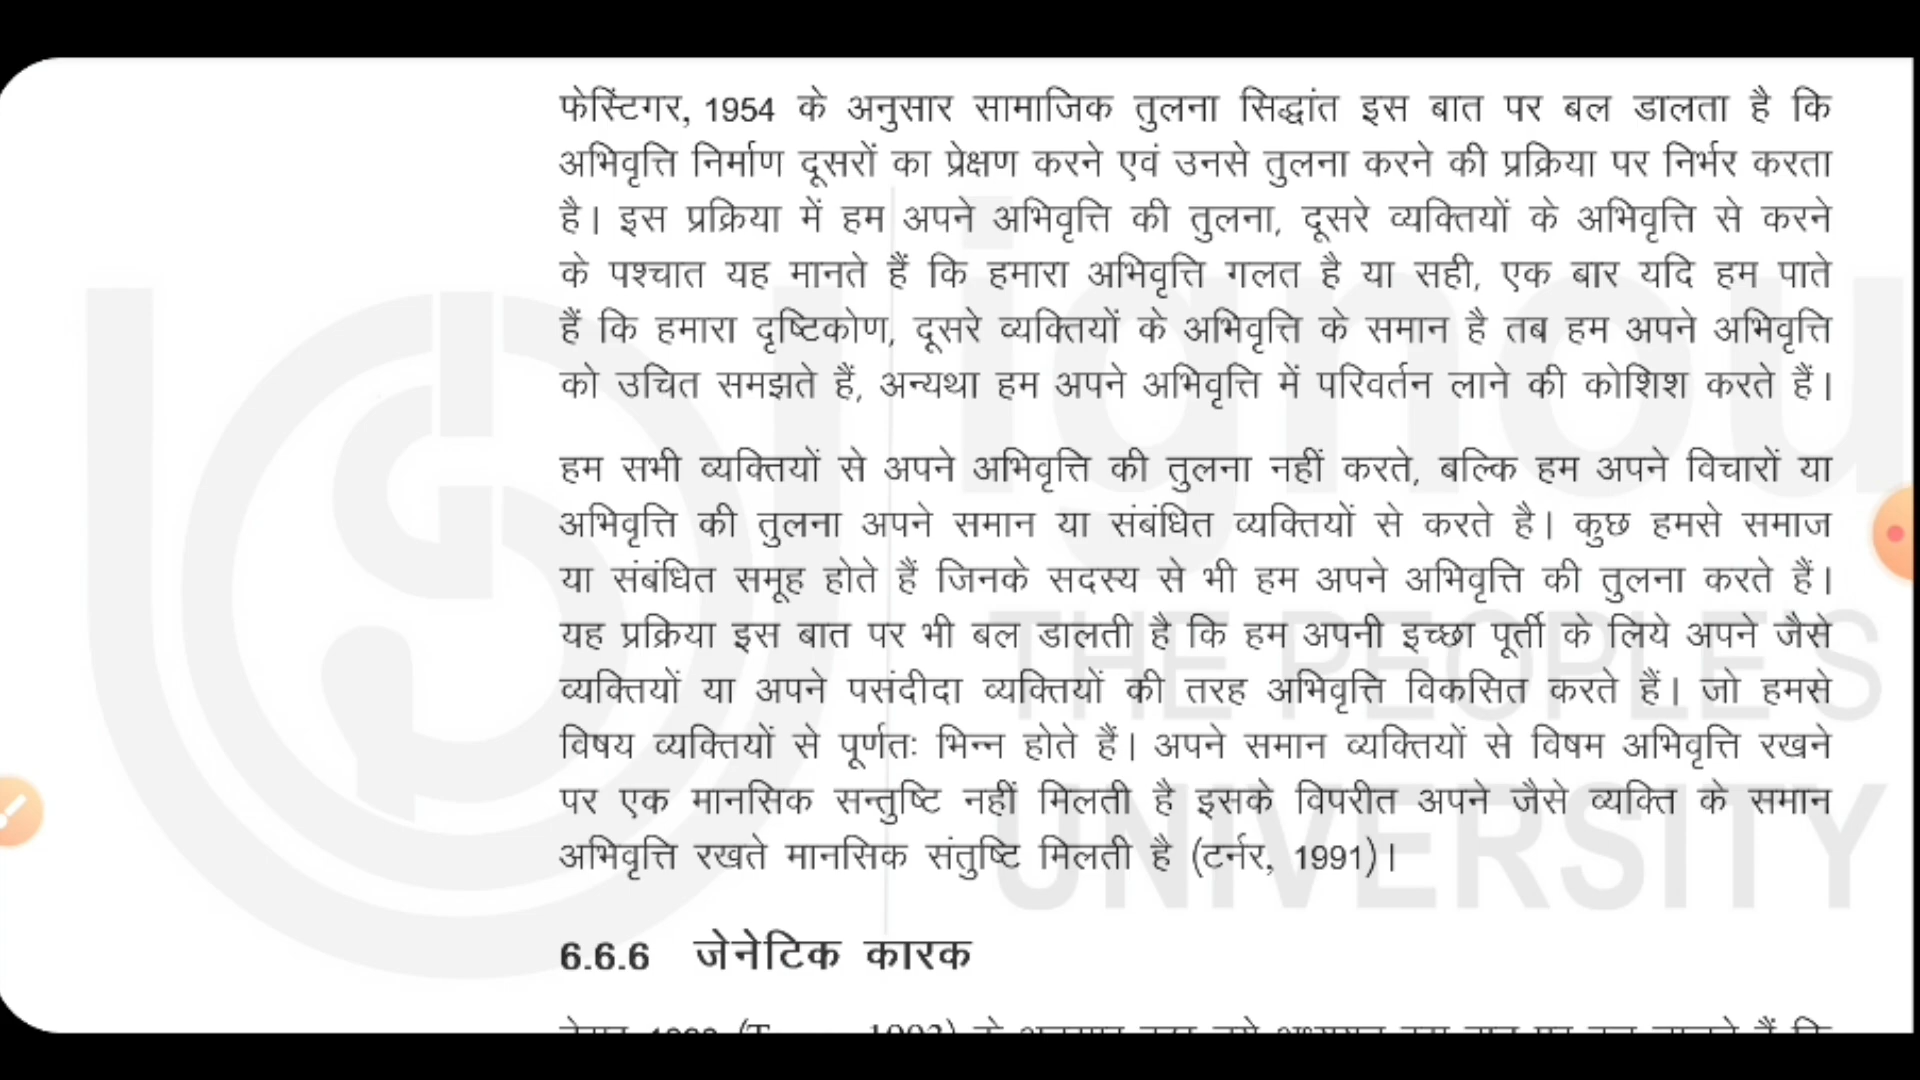 फेस्टिंगर, 1954 के अनुसार सामाजिक तुलना सिद्धांत इस बात पर बल डालता है कि
अभिवृत्ति निर्माण दूसरों का प्रेक्षण करने एवं उनसे तुलना करने की प्रक्रिया पर निर्भर करता
है। इस प्रक्रिया में हम अपने अभिवृत्ति की तुलना, दूसरे व्यक्तियों के अभिवृत्ति से करने
के पश्चात यह मानते हैं कि हमारा अभिवृत्ति गलत है या सही, एक बार यदि हम पाते
हैं कि हमारा दृष्टिकोण, दूसरे व्यक्तियों के अभिवृत्ति के समान है तब हम अपने अभिवृत्ति
को उचित समझते हैं, अन्यथा हम अपने अभिवृत्ति में परिवर्तन लाने की कोशिश करते हैं।
हम सभी व्यक्तियों से अपने अभिवृत्ति की तुलना नहीं करते, बल्कि हम अपने विचारों या
अभिवृत्ति की तुलना अपने समान या संबंधित व्यक्तियों से करते है। कुछ हमसे समाज
या संबंधित समूह होते हैं जिनके सदस्य से भी हम अपने अभिवृत्ति की तुलना करते हैं।
यह प्रक्रिया इस बात पर भी बल डालती है कि हम अपनी इच्छा पूर्ती के लिये अपने जैसे
व्यक्तियों या अपने पसंदीदा व्यक्तियों की तरह अभिवृत्ति विकसित करते हैं। जो हमसे
विषय व्यक्तियों से पूर्णतः भिन्न होते हैं। अपने समान व्यक्तियों से विषम अभिवृत्ति रखने
पर एक मानसिक सन्तुष्टि नहीं मिलती है इसके विपरीत अपने जैसे व्यक्ति के समान
अभिवृत्ति रखते मानसिक संतुष्टि मिलती है (टर्नर, 1991)।
6.6.6 जेनेटिक कारक
ignou
THE PEOPLE'S
UNIVERSITY